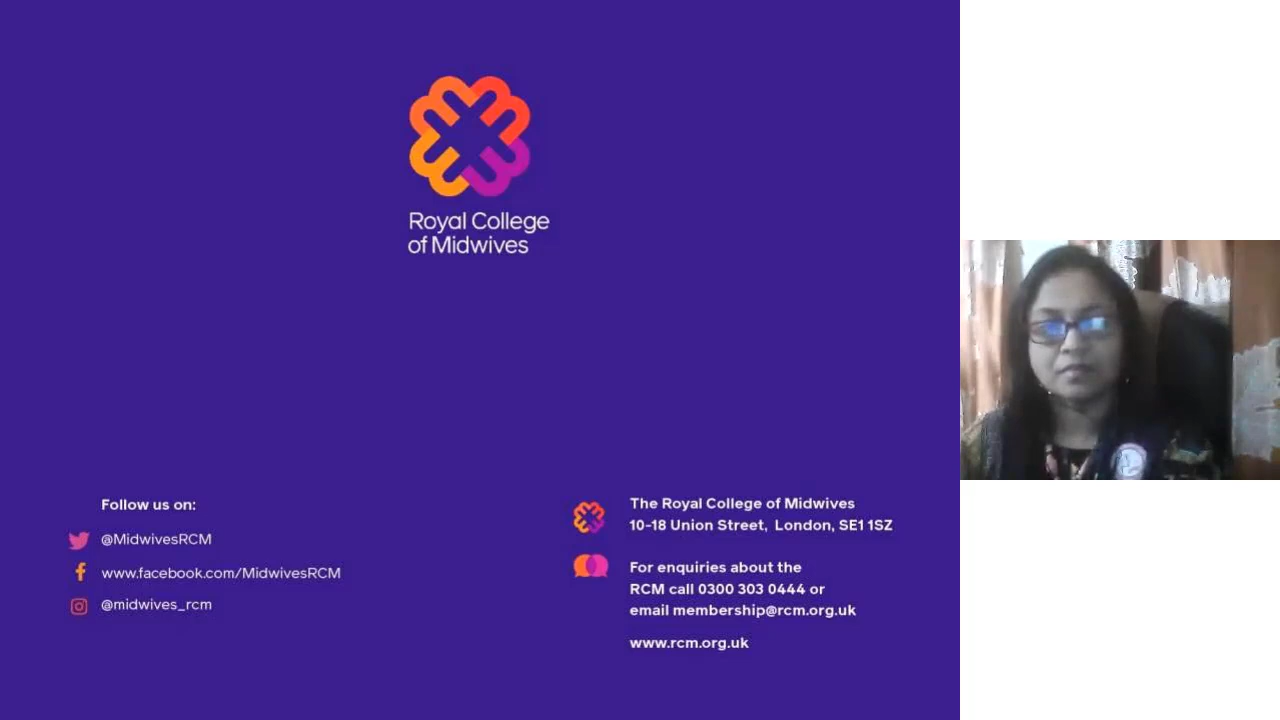 Royal College
of Midwives
Follow us on:
@MidwivesRCM
www.facebook.com/MidwivesRCM
@midwives_rcm
The Royal College of Midwives
10-18 Union Street, London, SE1 1SZ
For enquiries about the
RCM call 0300 303 0444 or
email membership@rcm.org.uk
www.rcm.org.uk